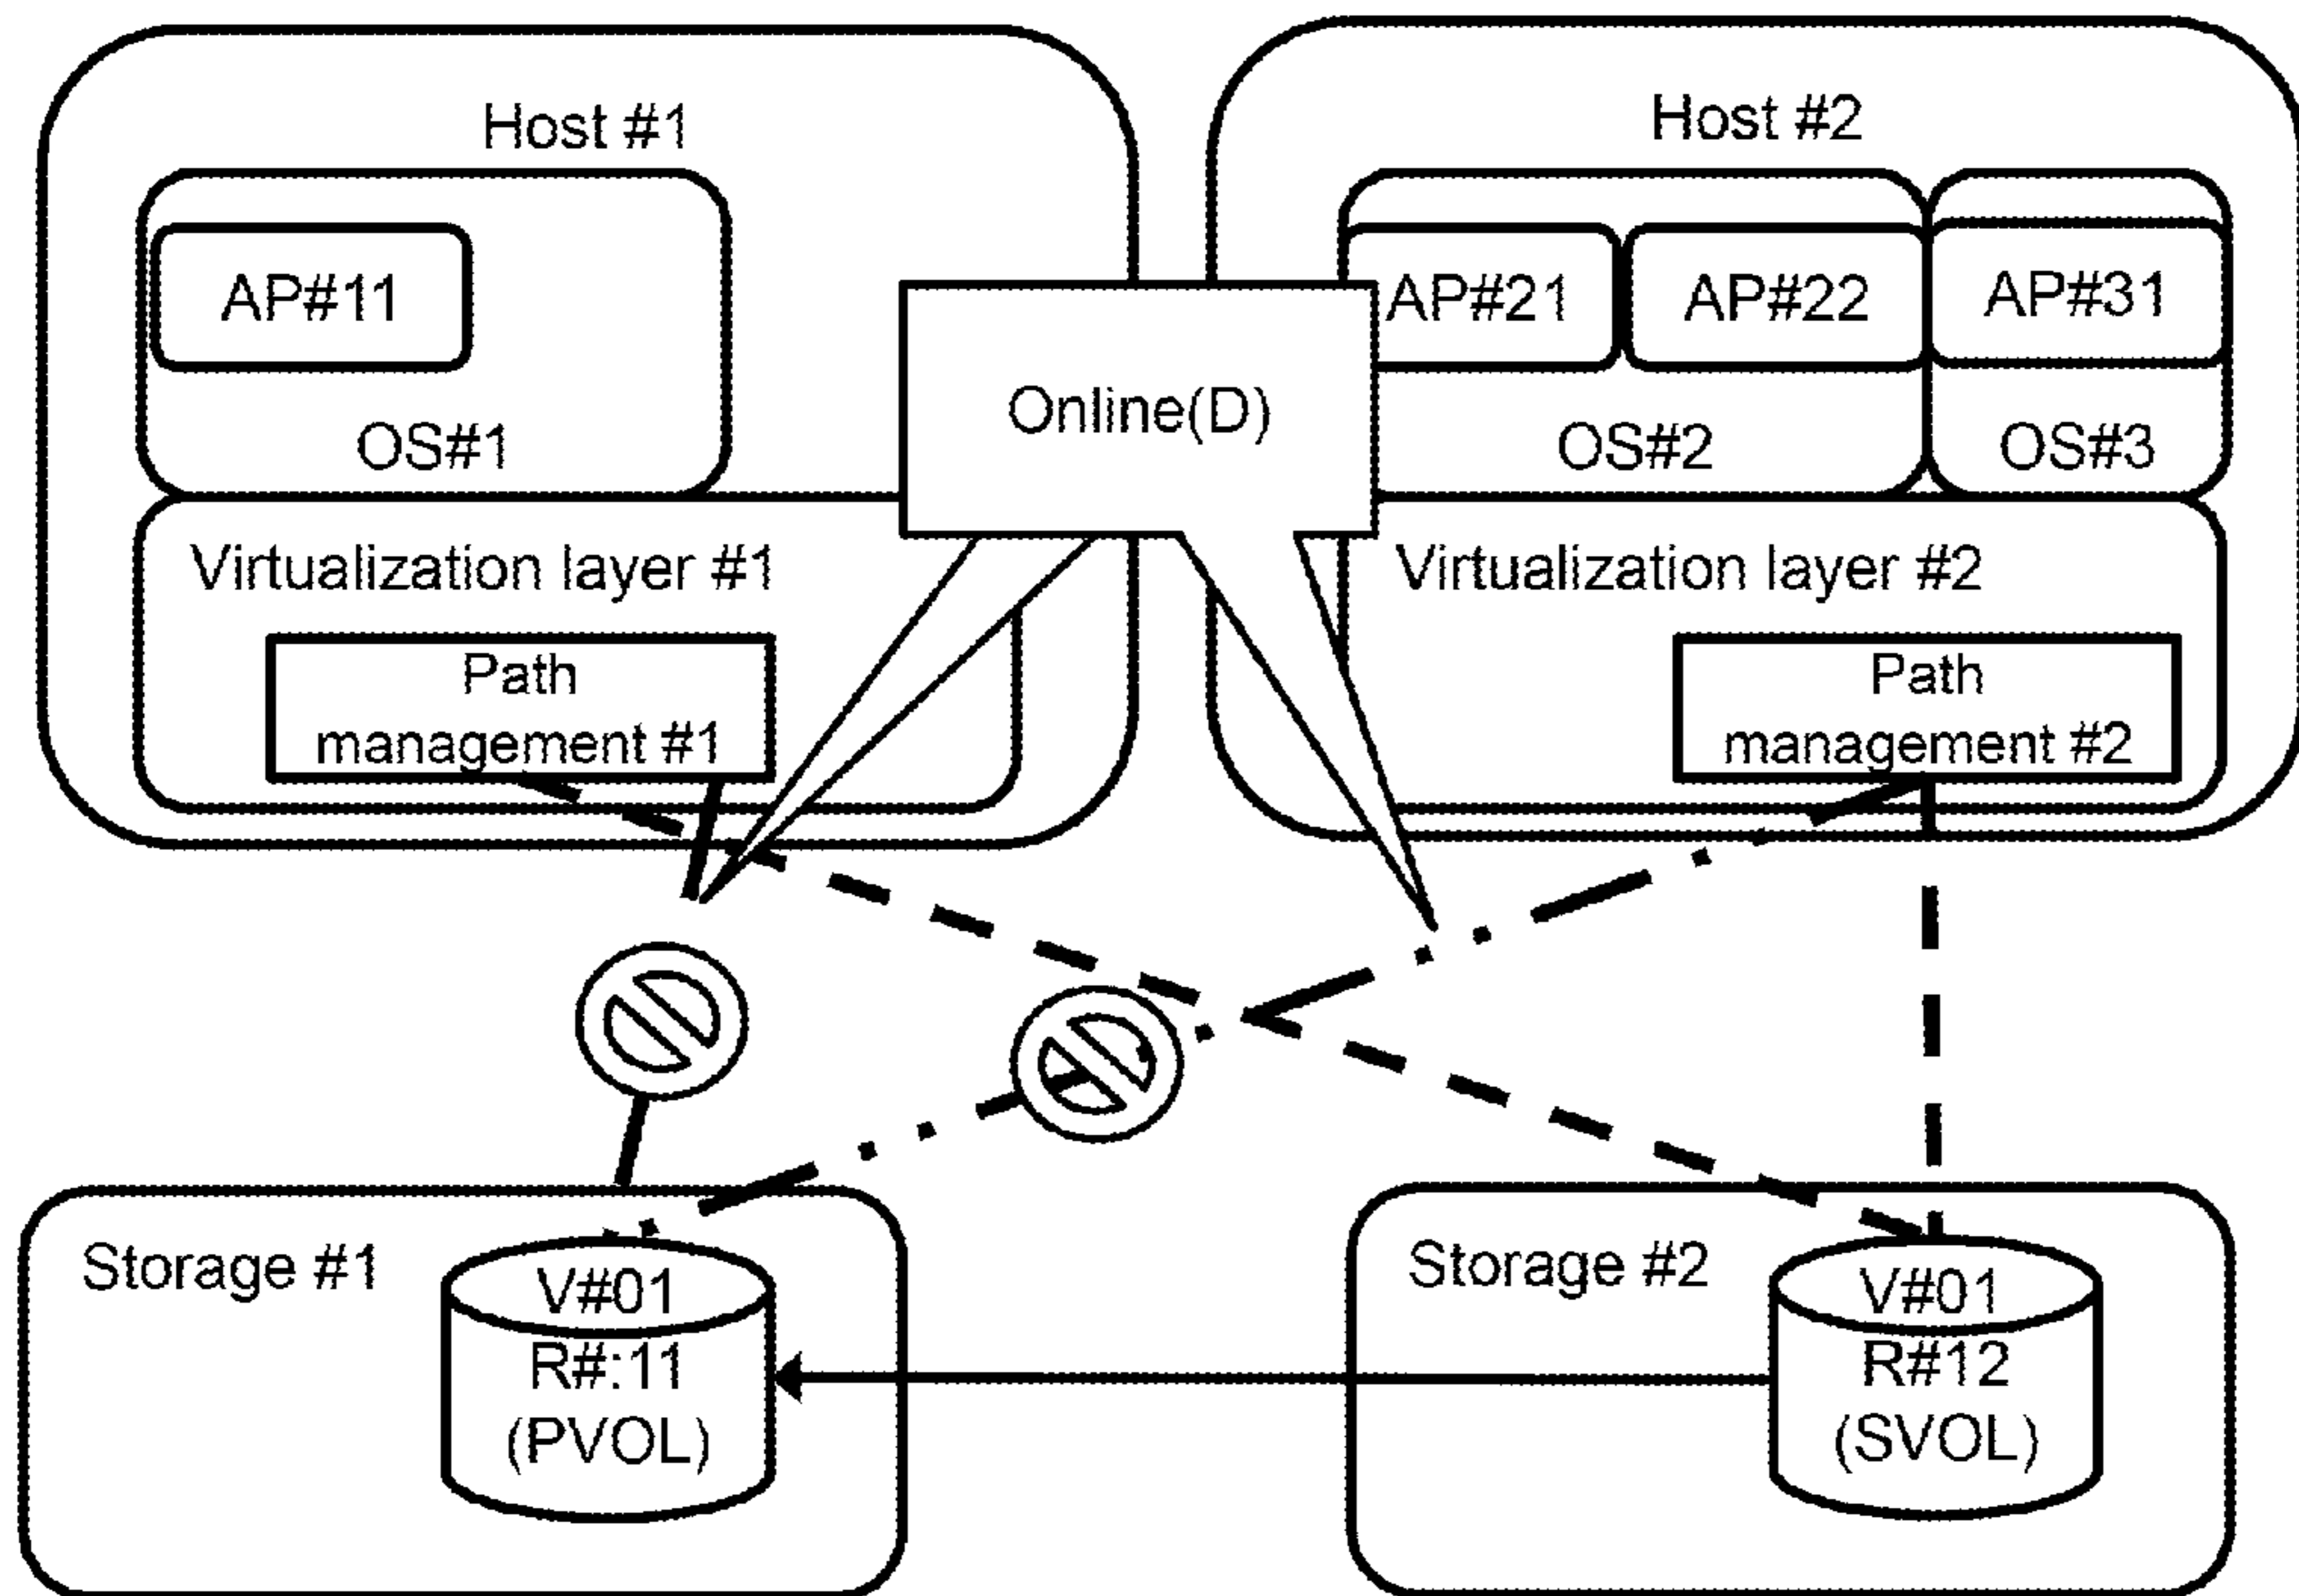 Host #1
Host #2
AP#11
AP#21
AP#22
AP#31
Online(D)
OS#1
OS#2
OS#3
Virtualization layer #1
Virtualization layer #2
Path
management #1
Path
management #2
Storage #1
V#01
R#:11
(PVOL)
Storage #2
V#01
R#12
(SVOL)